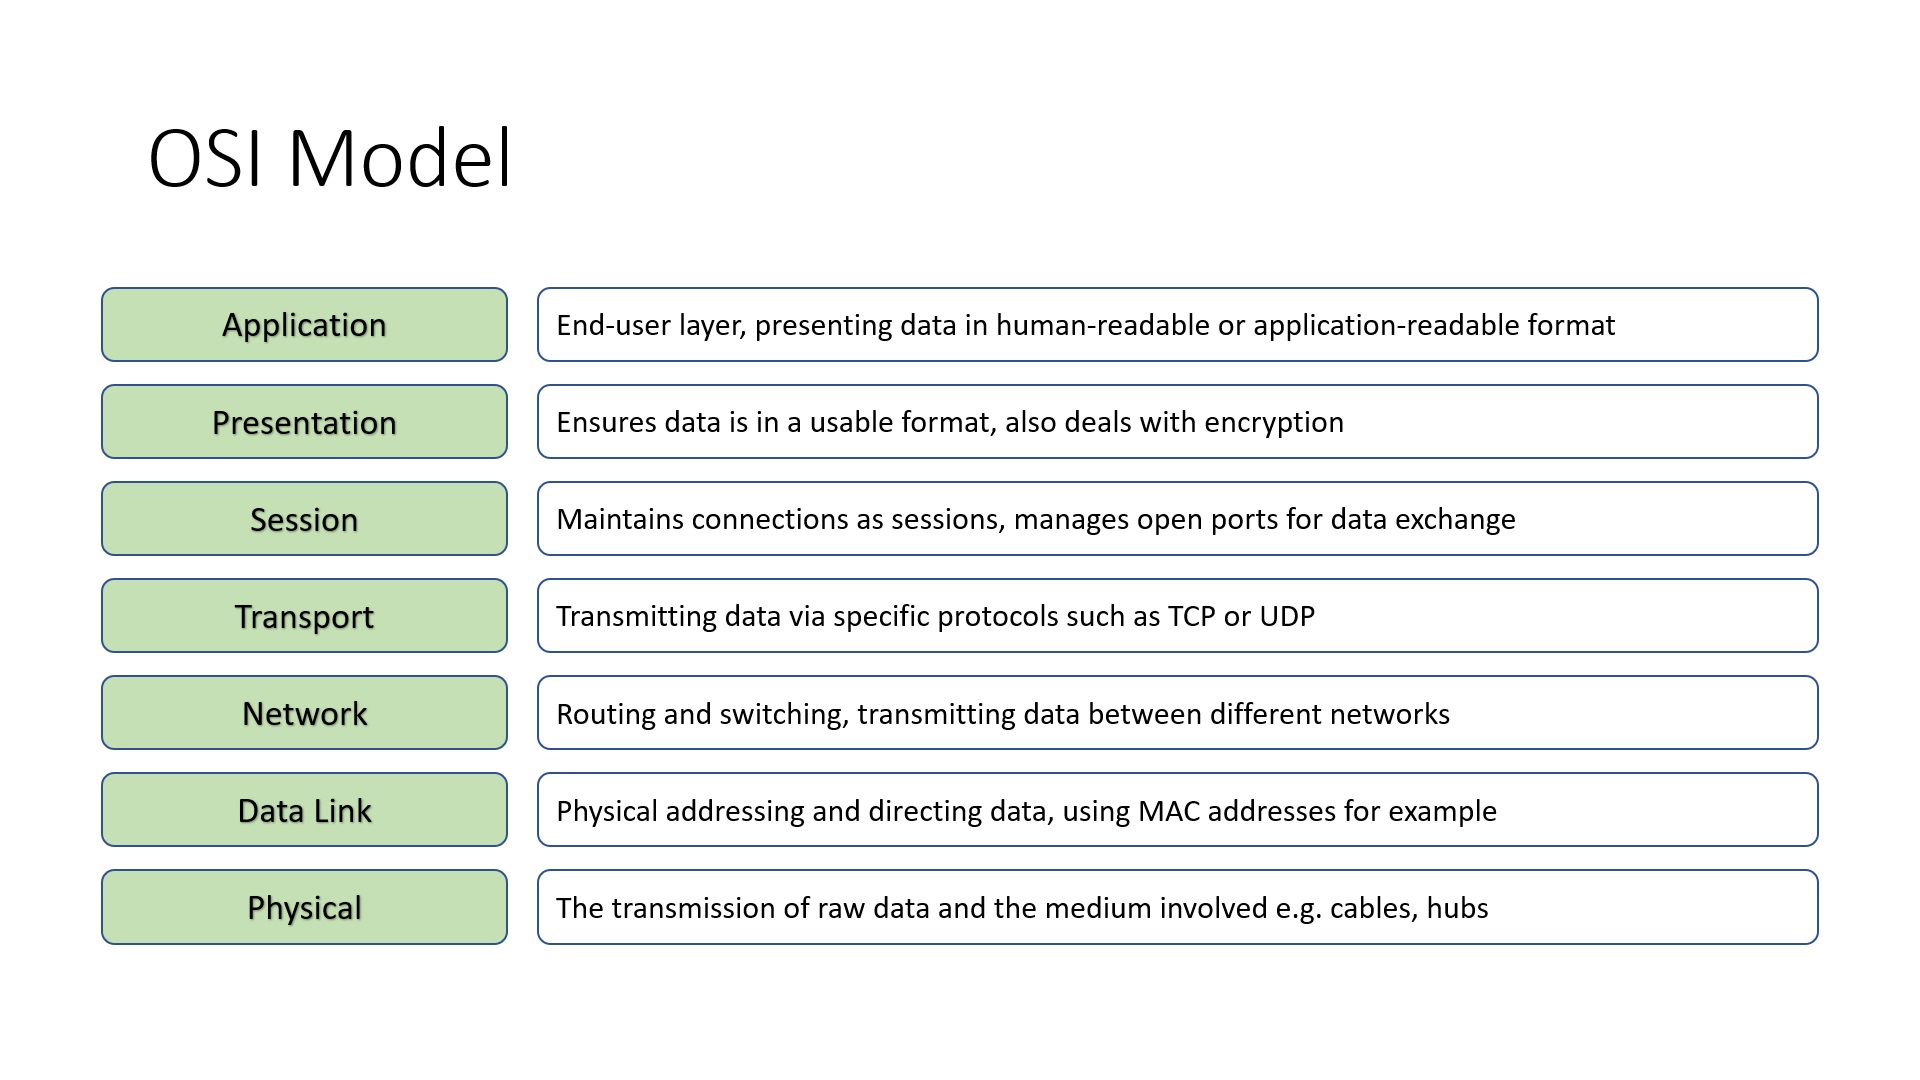 OSI Model
Application
End-user layer, presenting data in human-readable or application-readable format
Presentation
Ensures data is in a usable format, also deals with encryption
Session
Maintains connections as sessions, manages open ports for data exchange
Transport
Transmitting data via specific protocols such as TCP or UDP
Network
Routing and switching, transmitting data between different networks
Data Link
Physical addressing and directing data, using MAC addresses for example
Physical
The transmission of raw data and the medium involved e.g. cables, hubs